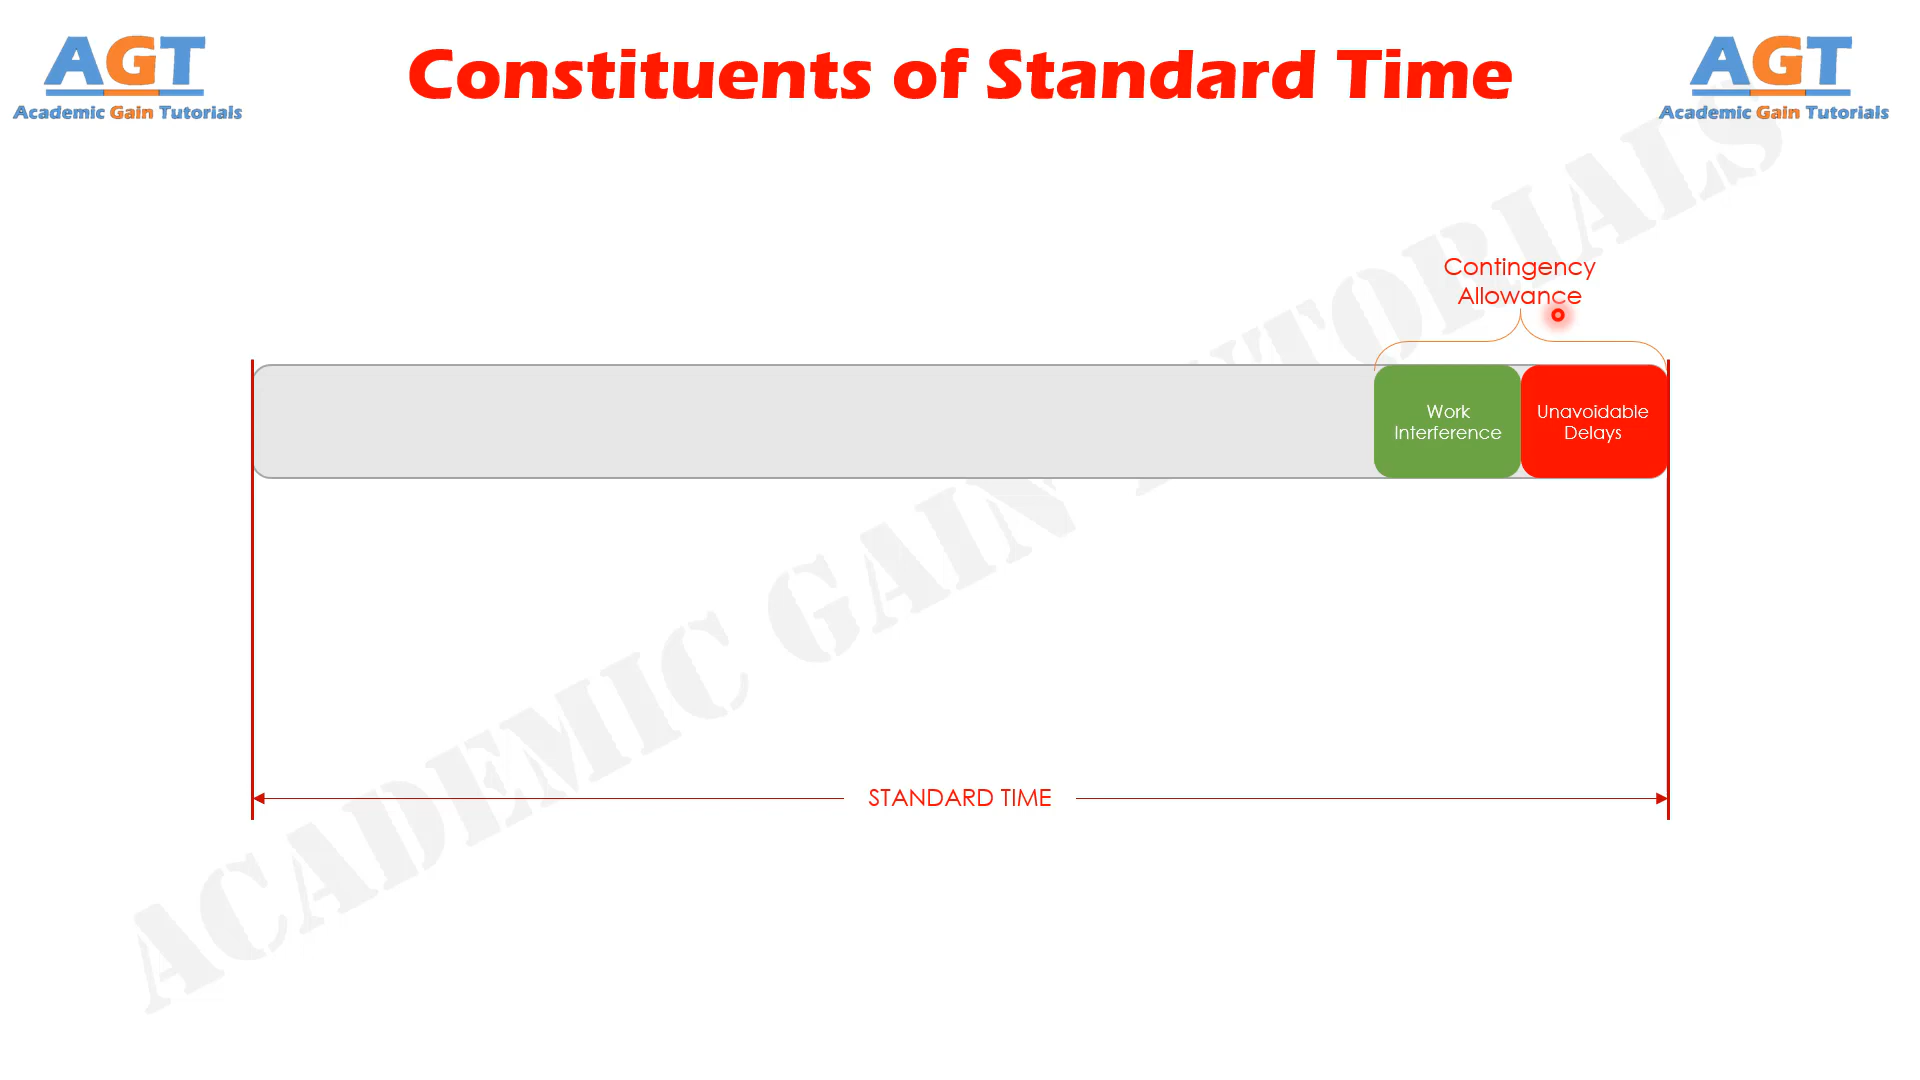 AGT
Academic Gain Tutorials
Constituents of Standard Time
AGT
Academic Gain Tutorials
Contingency
Allowance
Work
Interference
Unavoidable
Delays
STANDARD TIME
ACADEMIC GAIN TUTORIALS